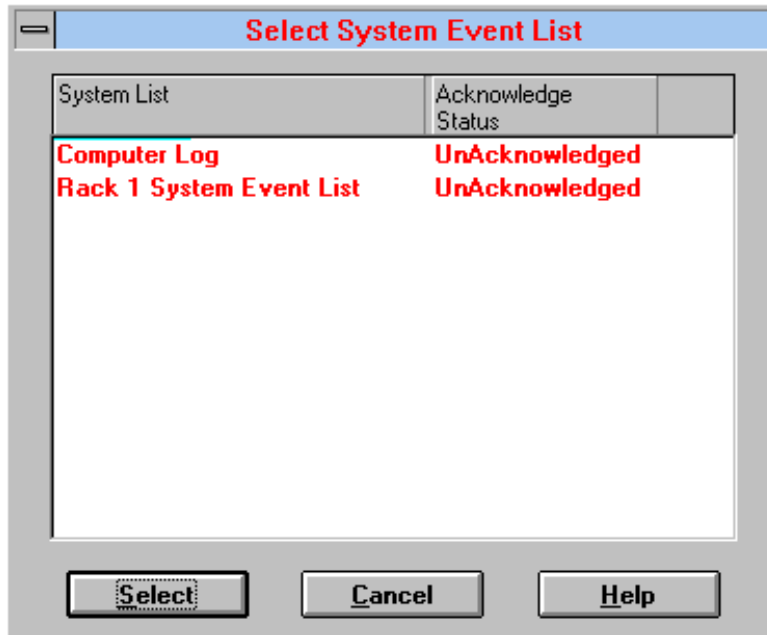 Select System Event List
System List Acknowledge
Status
Computer Log UnAcknowledged
Rack 1 System Event List UnAcknowledged
Select Cancel Help